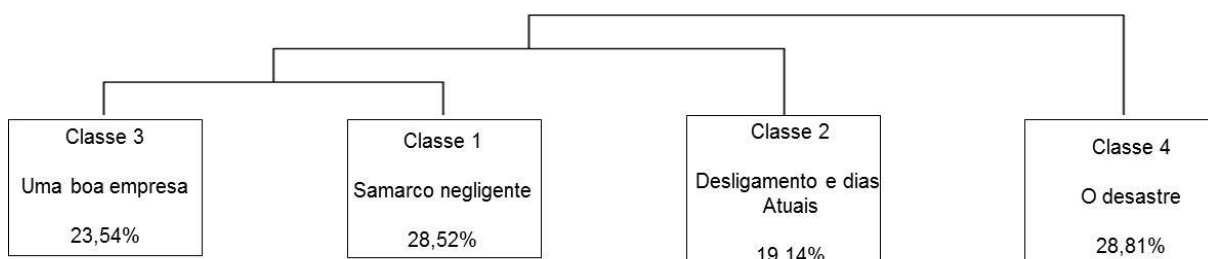 Classe 3
Uma boa empresa
23,54%
Classe 1
Samarco negligente
28,52%
Classe 2
Desligamento e dias
Atuais
19,14%
Classe 4
O desastre
28,81%